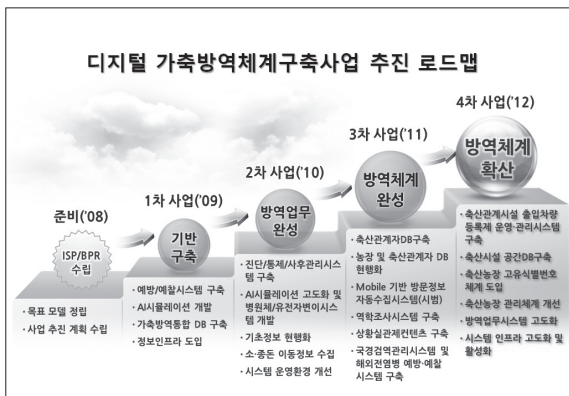 디지털 가축방역체계구축사업 추진 로드맵
준비('08)
ISP/BPR
수립
• 목표 모델 정립
• 사업 추진 계획 수립
1차 사업('09)
기반
구축
• 예방/예찰시스템 구축
• AI시뮬레이션 개발
• 가축방역통합 DB 구축
• 정보인프라 도입
2차 사업('10)
방역업무
완성
• 진단/통제/사후관리시스
템 구축
• AI시뮬레이션 고도화 및
병원체/유전자변이시스
템 개발
• 기초정보 현행화
• 소·종돈 이동정보 수집
• 시스템 운영환경 개선
3차 사업('11)
방역체계
완성
• 축산관계자DB구축
• 농장 및 축산관계자 DB
현행화
• Mobile 기반 방문정보
자동수집시스템(시범)
• 역학조사시스템 구축
• 상황실관제컨텐츠 구축
• 국경검역관리시스템 및
해외전염병 예방·예찰
시스템 구축
4차 사업('12)
방역체계
확산
• 축산관계시설 출입차량
등록제 운영·관리시스템
구축
• 축산시설 공간DB구축
• 축산농장 고유식별번호
체계 도입
• 축산농장 관리체계 개선
• 방역업무시스템 고도화
• 시스템 인프라 고도화 및
활성화